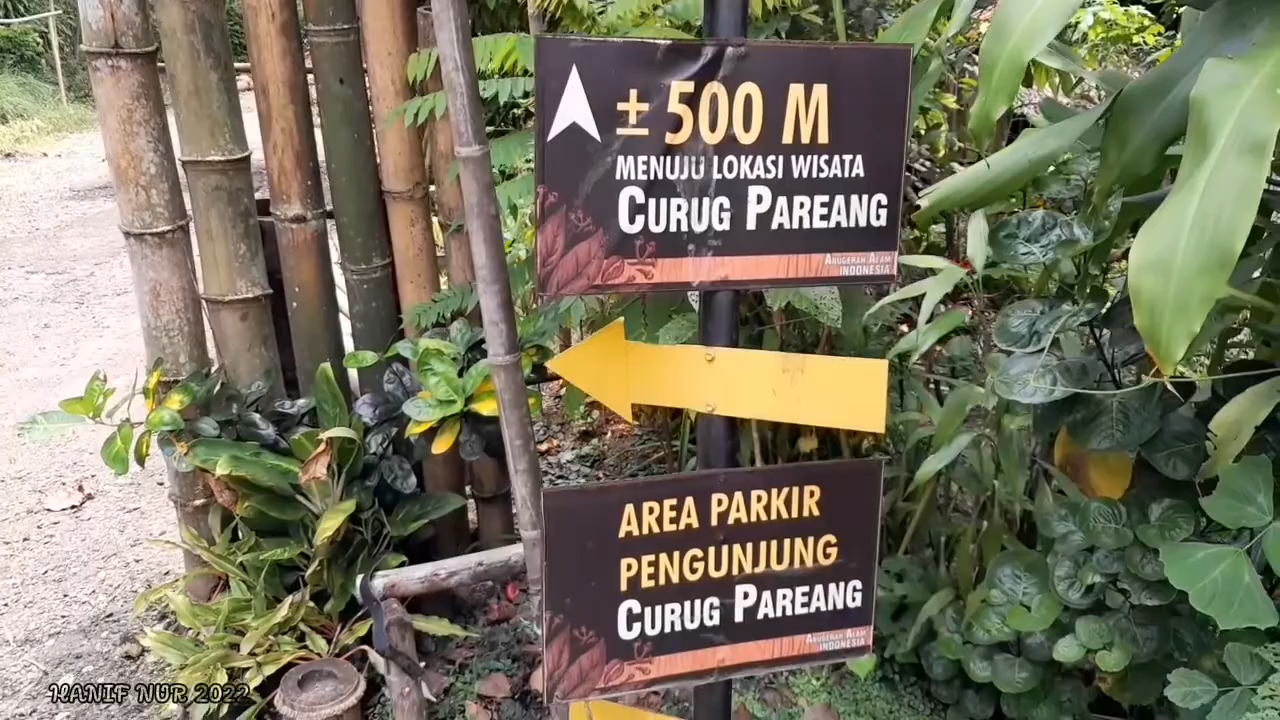 ± 500 M
MENUJU LOKASI WISATA
CURUG PAREANG
ANUGERAH ALAM
INDONESIA
AREA PARKIR
PENGUNJUNG
CURUG PAREANG
ANUGERAH ALAM
INDONESIA
HANIF NUR 2022